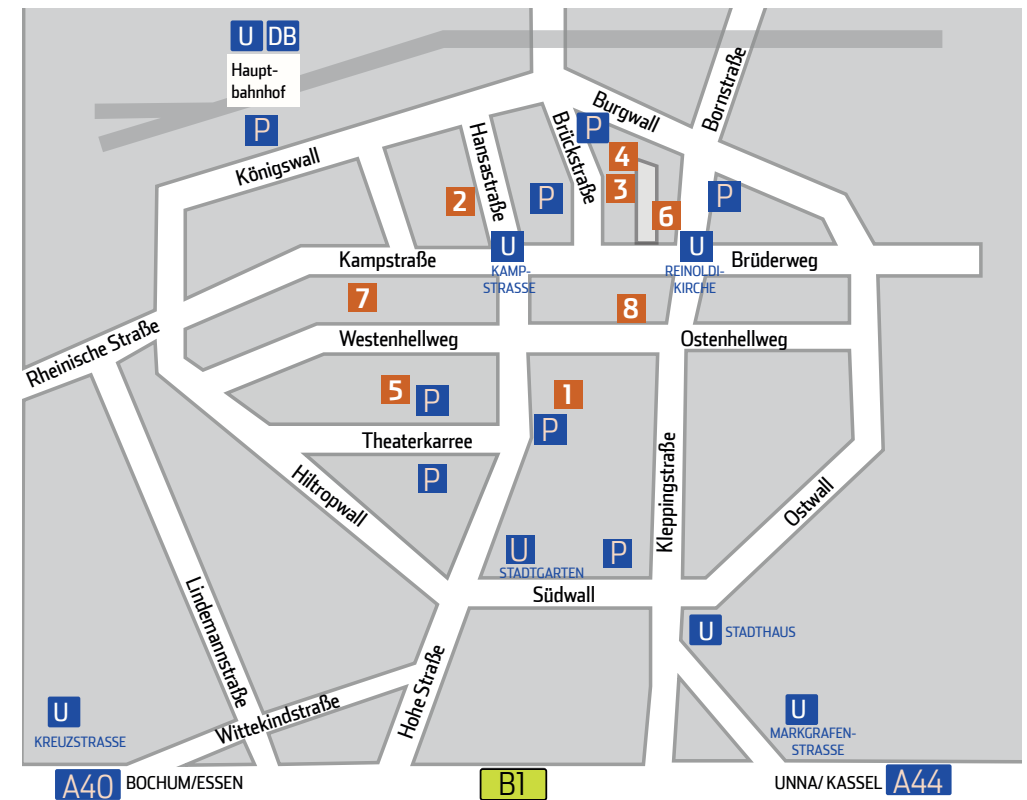 U DB
Haupt-
bahnhof
P
Königswall
Hansastraße
Brückstraße
Burgwall
Bornstraße
P
4
3
2
P
6
P
U
KAMP-
STRASSE
U
REINOLDI-
KIRCHE
Kampstraße
Brüderweg
7
8
Rheinische Straße
Westenhellweg
Ostenhellweg
5
P
1
P
Theaterkarree
P
Hiltropwall
Kleppingstraße
Ostwall
U
STADTGARTEN
P
Südwall
Lindemannstraße
U STADTHAUS
Hohe Straße
Wittekindstraße
U
KREUZSTRASSE
U
MARKGRAFEN-
STRASSE
A40 BOCHUM/ESSEN
B1
UNNA/ KASSEL A44